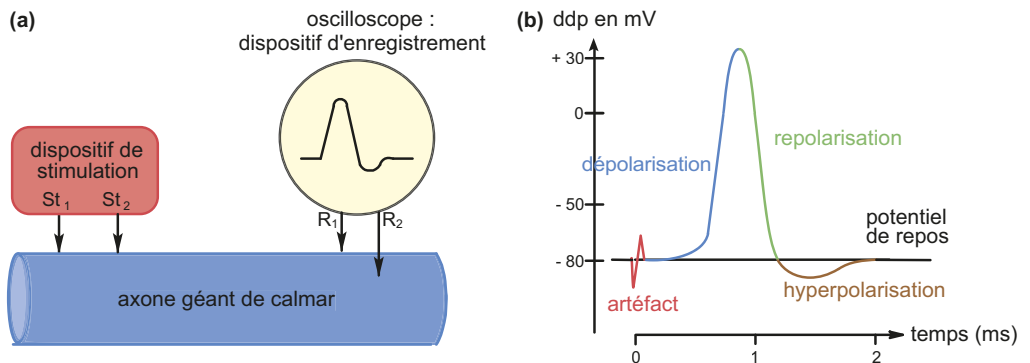 (a)
oscilloscope :
dispositif d'enregistrement
dispositif de
stimulation
St 1
St 2
R1
R2
axone géant de calmar
(b) ddp en mV
+ 30
0
- 50
- 80
dépolarisation
repolarisation
potentiel
de repos
artéfact
hyperpolarisation
temps (ms)
0
1
2